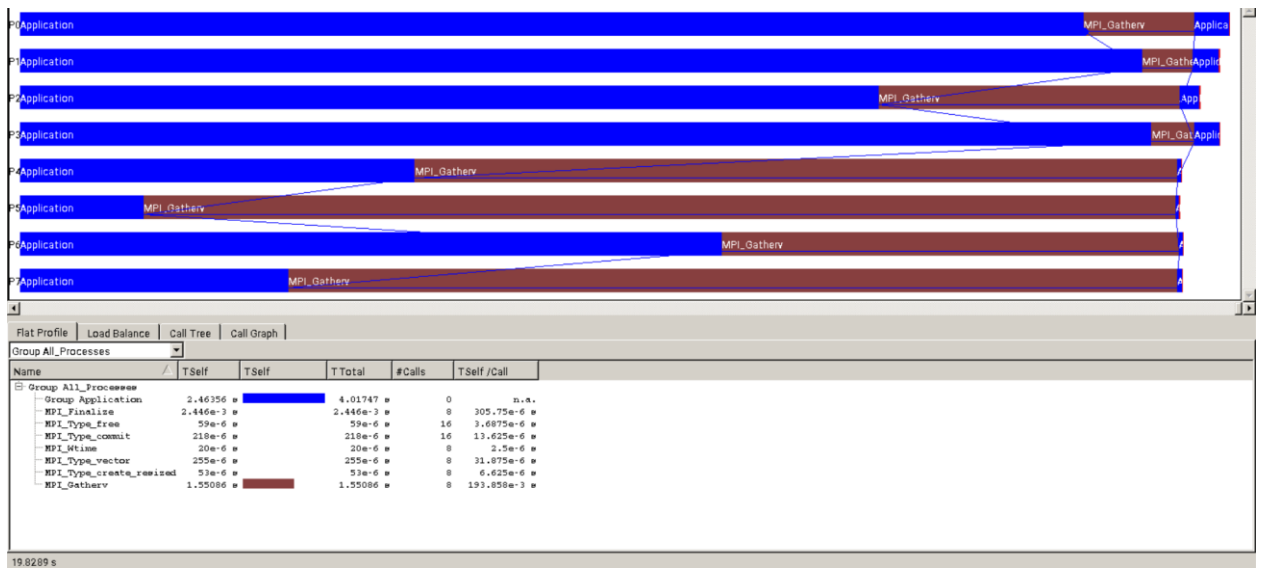 P0 Application MPI_Gatherv Applica
P1 Application MPI_Gathe Applic
P2 Application MPI_Gatherv Appl
P3 Application MPI_Gat Applic
P4 Application MPI_Gatherv A
P5 Application MPI_Gatherv A
P6 Application MPI_Gatherv A
P7 Application MPI_Gatherv A
Flat Profile Load Balance Call Tree Call Graph
Group All_Processes
Name TSelf TSelf TTotal #Calls TSelf /Call
Group All_Processes
Group Application 2.46356 s 4.01747 s 0 n.a.
MPI_Finalize 2.446e-3 s 2.446e-3 s 8 305.75e-6 s
MPI_Type_free 59e-6 s 59e-6 s 16 3.6875e-6 s
MPI_Type_commit 218e-6 s 218e-6 s 16 13.625e-6 s
MPI_Wtime 20e-6 s 20e-6 s 8 2.5e-6 s
MPI_Type_vector 255e-6 s 255e-6 s 8 31.875e-6 s
MPI_Type_create_resized 53e-6 s 53e-6 s 8 6.625e-6 s
MPI_Gatherv 1.55086 s 1.55086 s 8 193.858e-3 s
19.8289 s